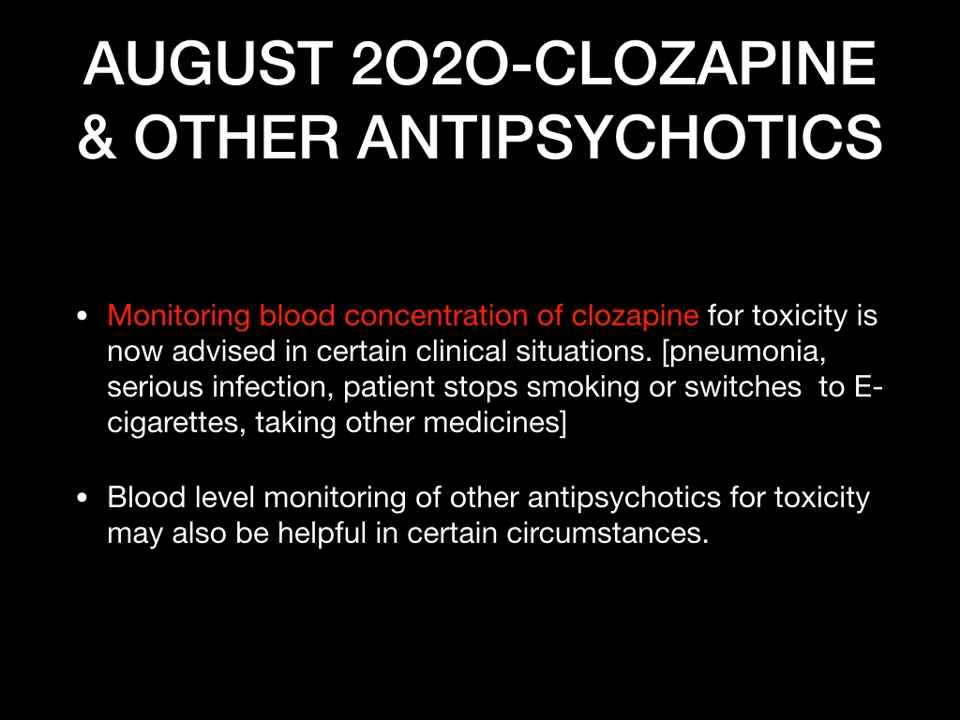 AUGUST 2O2O-CLOZAPINE
& OTHER ANTIPSYCHOTICS
• Monitoring blood concentration of clozapine for toxicity is
now advised in certain clinical situations. [pneumonia,
serious infection, patient stops smoking or switches  to E-
cigarettes, taking other medicines]
• Blood level monitoring of other antipsychotics for toxicity
may also be helpful in certain circumstances.